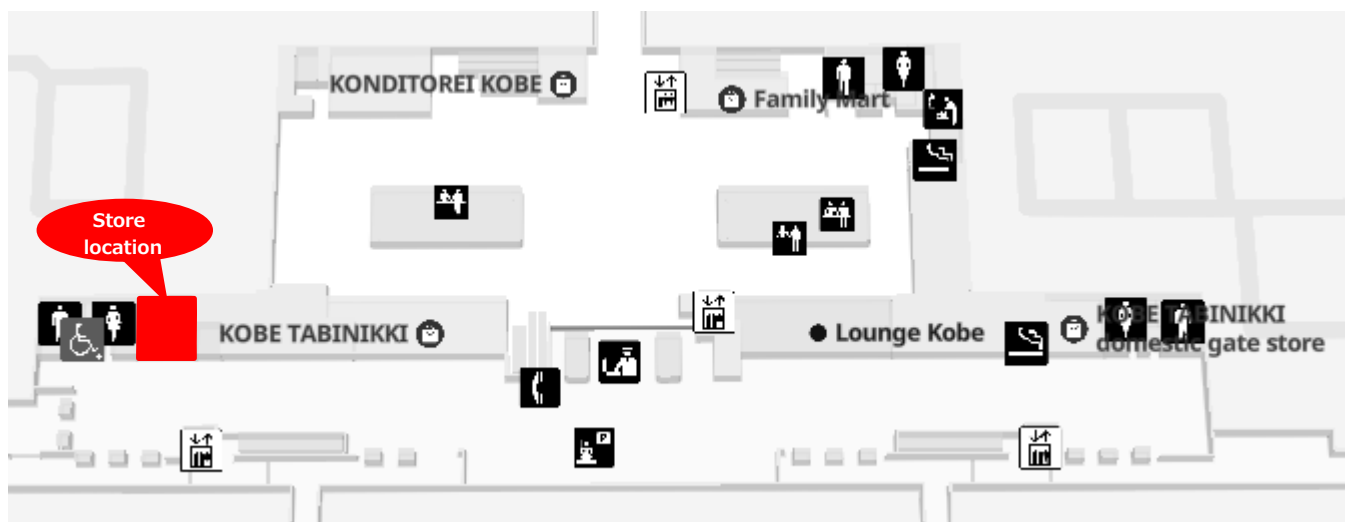 KONDITOREI KOBE
Family Mart
Store
location
KOBE TABINIKKI
Lounge Kobe
KOBE TABINIKKI
domestic gate store
P